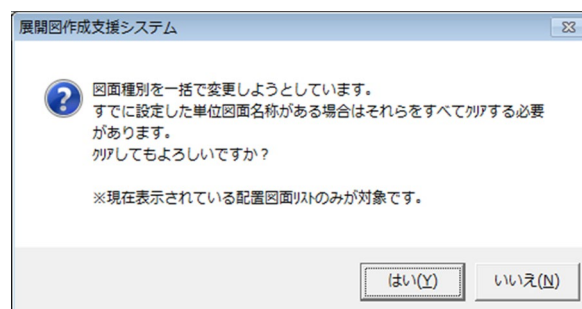 展開図作成支援システム
図面種別を一括で変更しようとしています。
すでに設定した単位図面名称がある場合はそれらをすべてｸﾘｱする必要
があります。
ｸﾘｱしてもよろしいですか？
※現在表示されている配置図面ﾘｽﾄのみが対象です。
はい(Y)
いいえ(N)